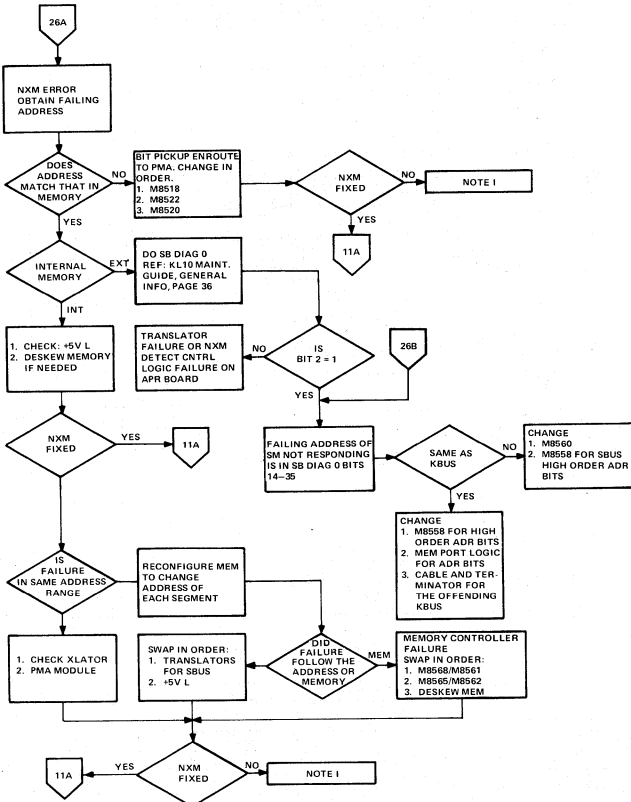 26A
NXM ERROR
OBTAIN FAILING
ADDRESS
DOES
ADDRESS
MATCH THAT IN
MEMORY
NO
YES
BIT PICKUP ENROUTE
TO PMA. CHANGE IN
ORDER.
1. M8518
2. M8522
3. M8520
NXM
FIXED
NO
NOTE I
YES
11A
INTERNAL
MEMORY
EXT
INT
DO SB DIAG 0
REF: KL10 MAINT.
GUIDE, GENERAL
INFO, PAGE 36
1. CHECK: +5V L
2. DESKEW MEMORY
IF NEEDED
TRANSLATOR
FAILURE OR NXM
DETECT CNTRL
LOGIC FAILURE ON
APR BOARD
NO
IS
BIT 2 = 1
YES
26B
NXM
FIXED
YES
11A
FAILING ADDRESS OF
SM NOT RESPONDING
IS IN SB DIAG 0 BITS
14–35
SAME AS
KBUS
NO
YES
CHANGE
1. M8560
2. M8558 FOR SBUS
HIGH ORDER ADR
BITS
CHANGE
1. M8558 FOR HIGH
ORDER ADR BITS
2. MEM PORT LOGIC
FOR ADR BITS
3. CABLE AND TER-
MINATOR FOR
THE OFFENDING
KBUS
IS
FAILURE
IN SAME ADDRESS
RANGE
RECONFIGURE MEM
TO CHANGE
ADDRESS OF
EACH SEGMENT
1. CHECK XLATOR
2. PMA MODULE
SWAP IN ORDER:
1. TRANSLATORS
FOR SBUS
2. +5V L
DID
FAILURE
FOLLOW THE
ADDRESS OR
MEMORY
MEM
MEMORY CONTROLLER
FAILURE
SWAP IN ORDER:
1. M8568/M8561
2. M8565/M8562
3. DESKEW MEM
11A
YES
NXM
FIXED
NO
NOTE I